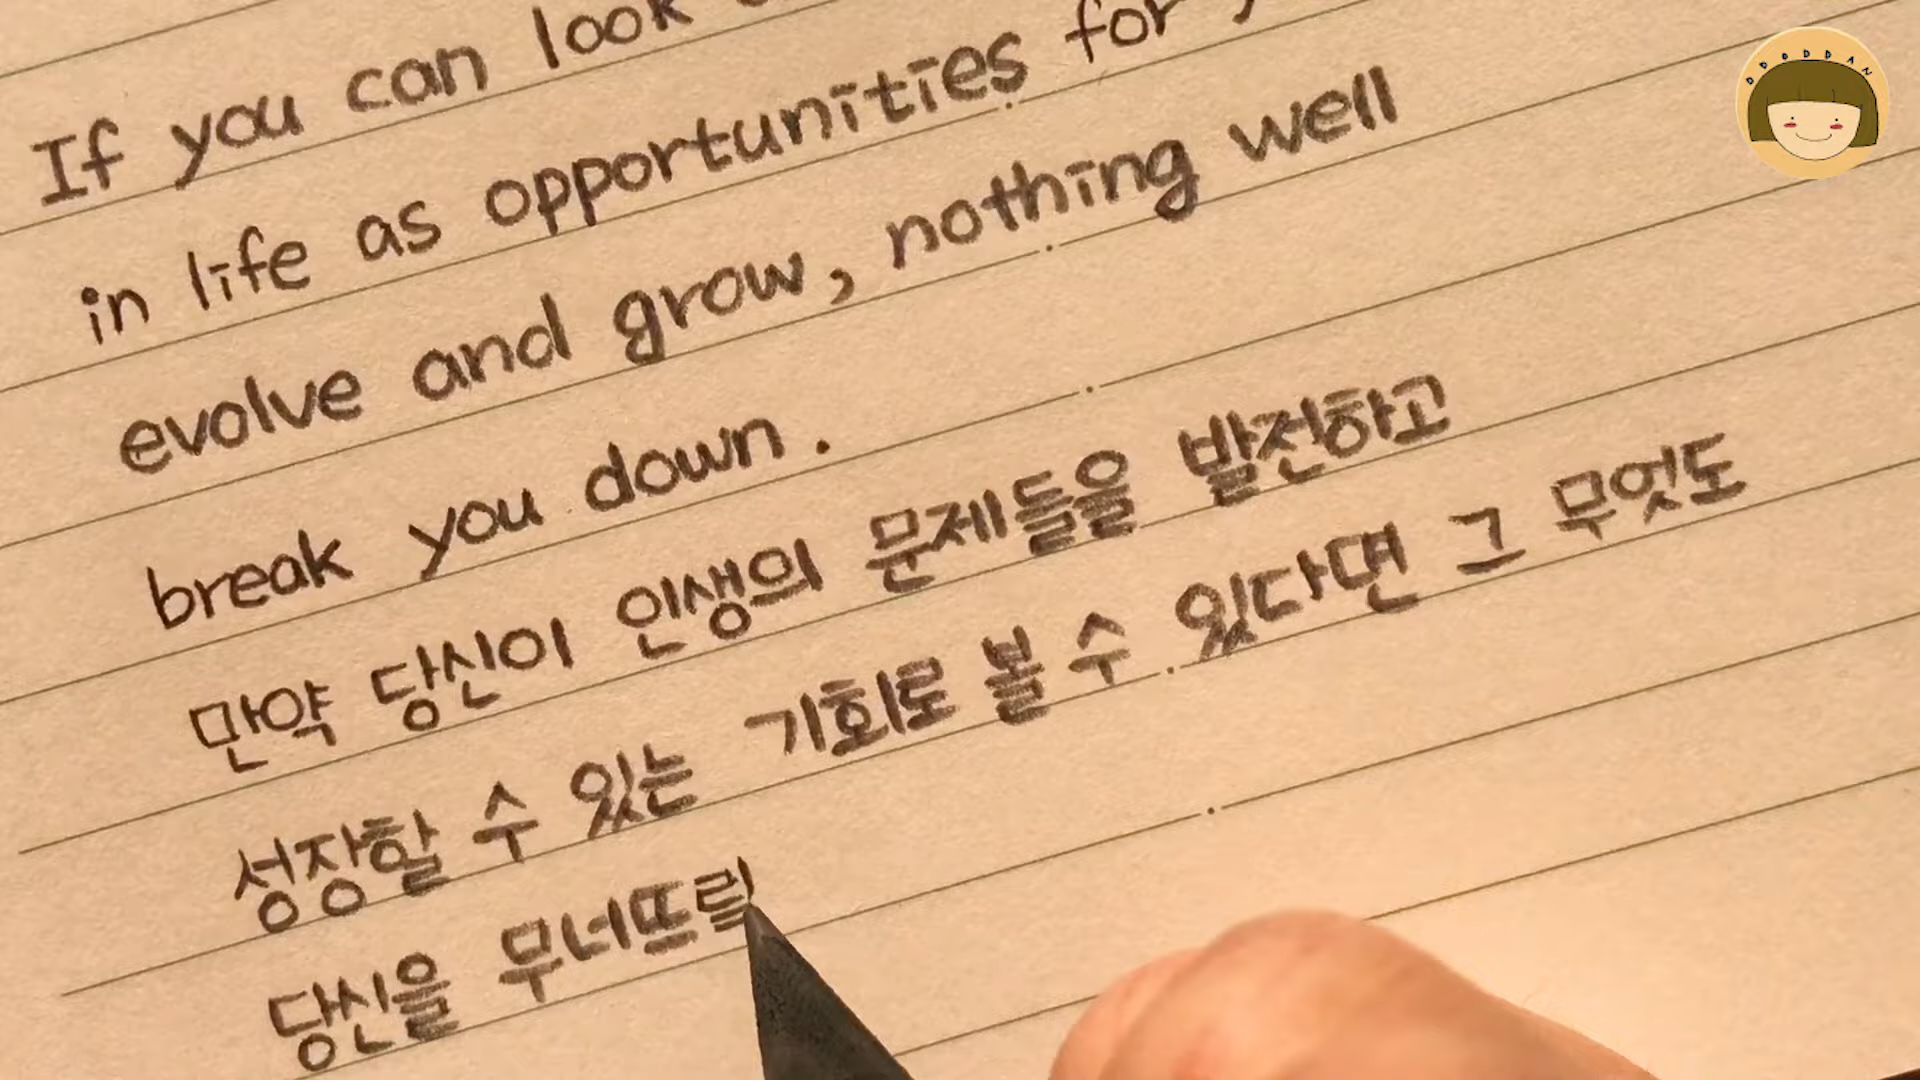 If you can look
in life as opportunities for
evolve and grow, nothing well
break you down.
만약 당신이 인생의 문제들을 발전하고
성장할 수 있는 기회로 볼 수 있다면 그 무엇도
당신을 무너뜨릴
DDODDAN